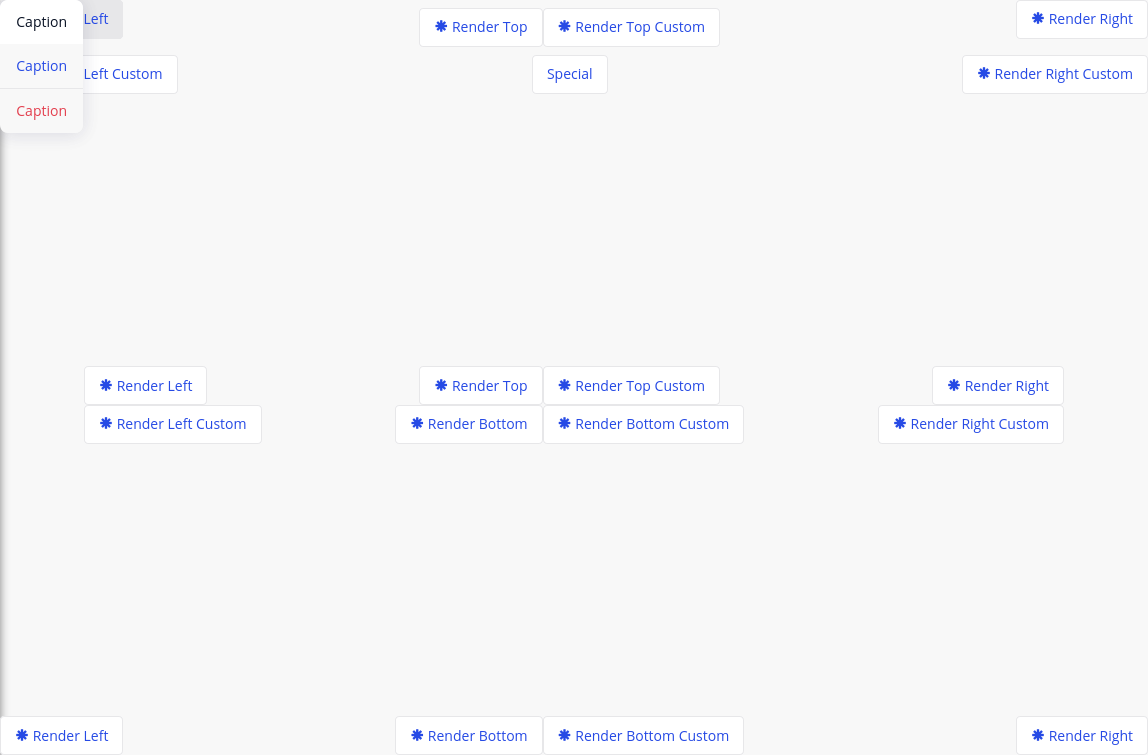 Caption
Left
Render Top
Render Top Custom
Render Right
Caption
Left Custom
Special
Render Right Custom
Caption
Render Left
Render Top
Render Top Custom
Render Right
Render Left Custom
Render Bottom
Render Bottom Custom
Render Right Custom
Render Left
Render Bottom
Render Bottom Custom
Render Right